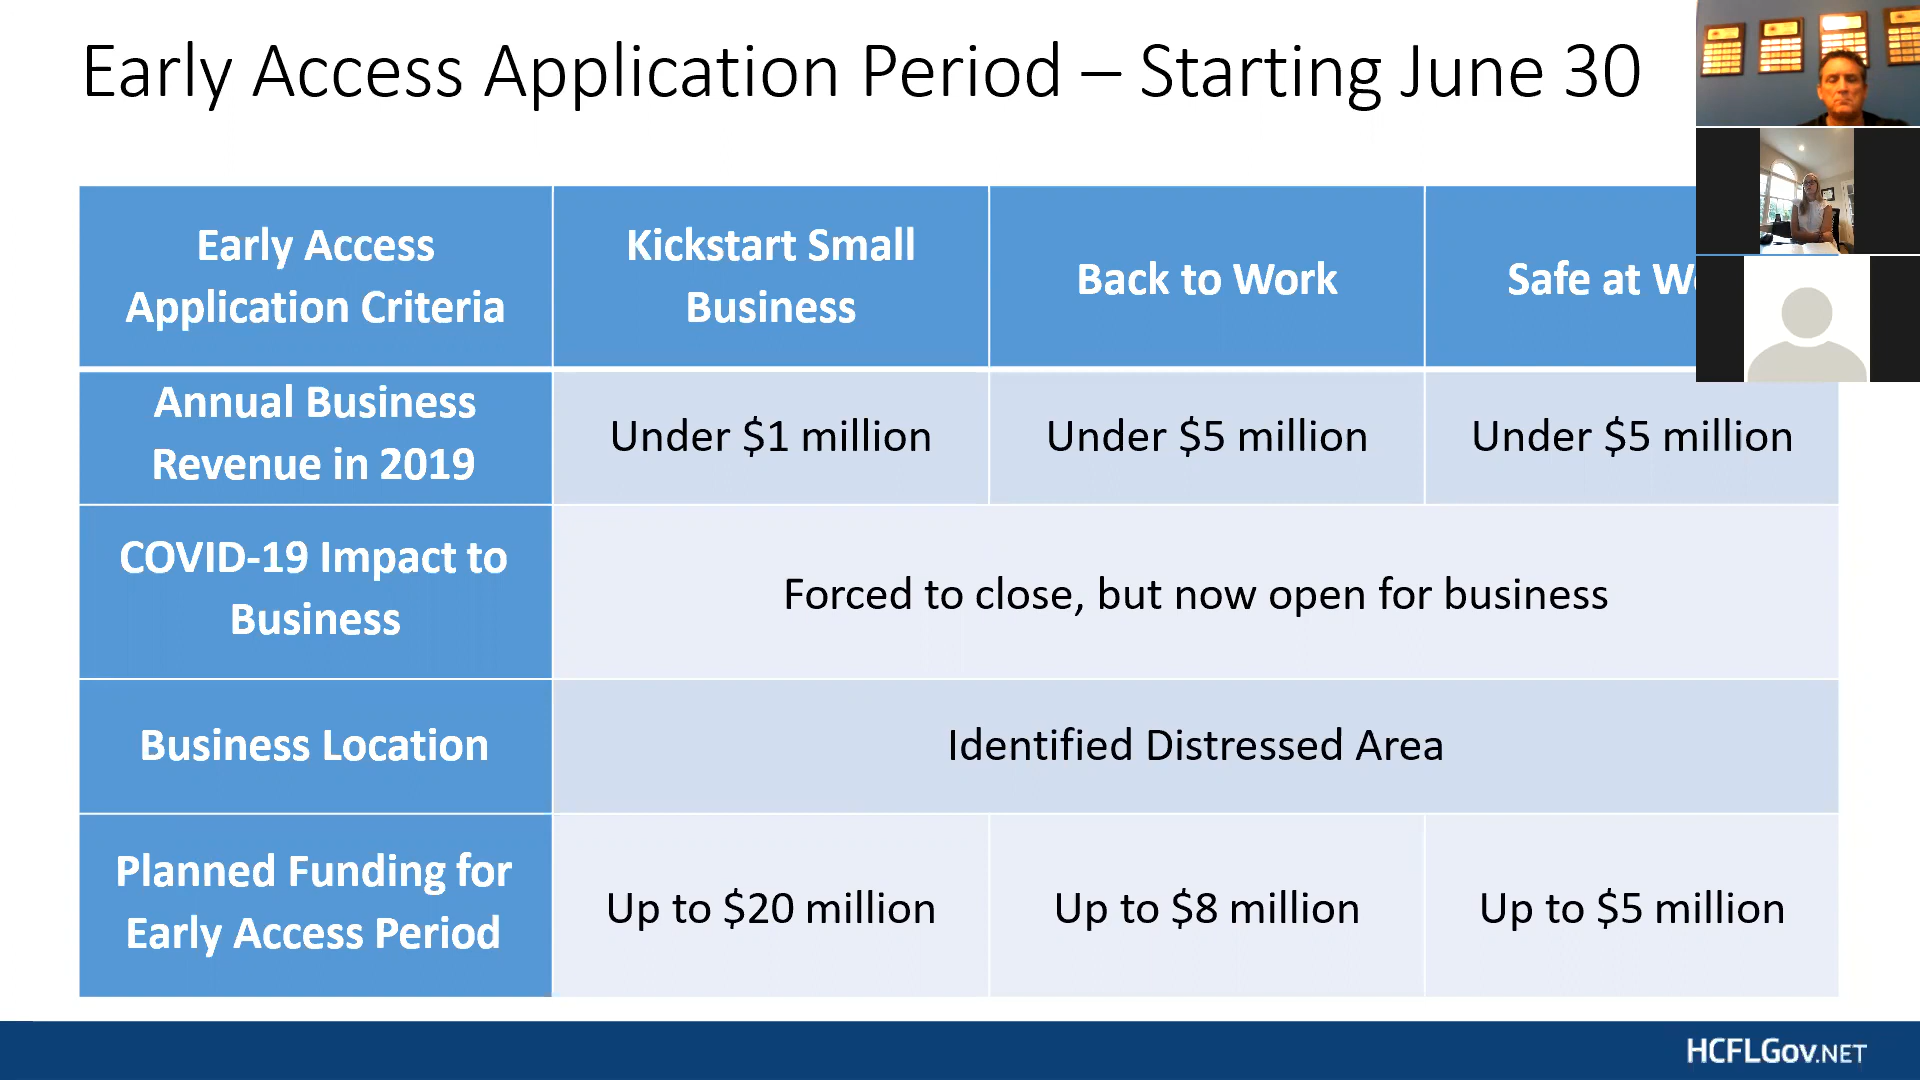 Early Access Application Period – Starting June 30
Early Access
Application Criteria
Kickstart Small
Business
Back to Work
Safe at
Annual Business
Revenue in 2019
Under $1 million
Under $5 million
Under $5 million
COVID-19 Impact to
Business
Forced to close, but now open for business
Business Location
Identified Distressed Area
Planned Funding for
Early Access Period
Up to $20 million
Up to $8 million
Up to $5 million
HCFLGov.NET